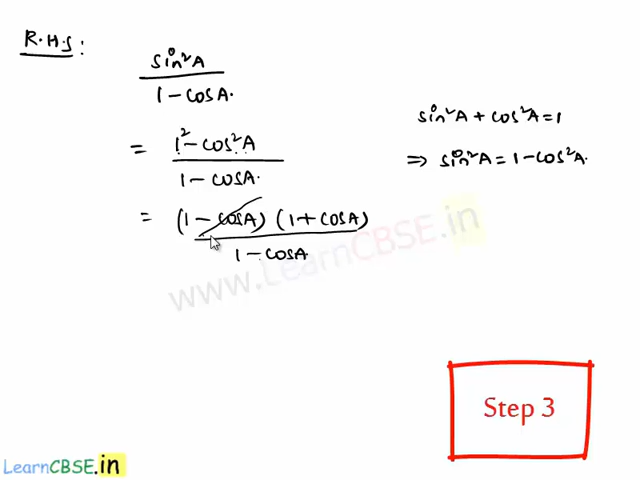 R.H.S :
sin²A
1 - cosA.
= 1² - cos²A
1 - cosA.
= (1 - cosA) (1 + cosA)
1 - cosA
sin²A + cos²A = 1
⇒ sin²A = 1 - cos²A.
www.LearnCBSE.in
Step 3
LearnCBSE.in